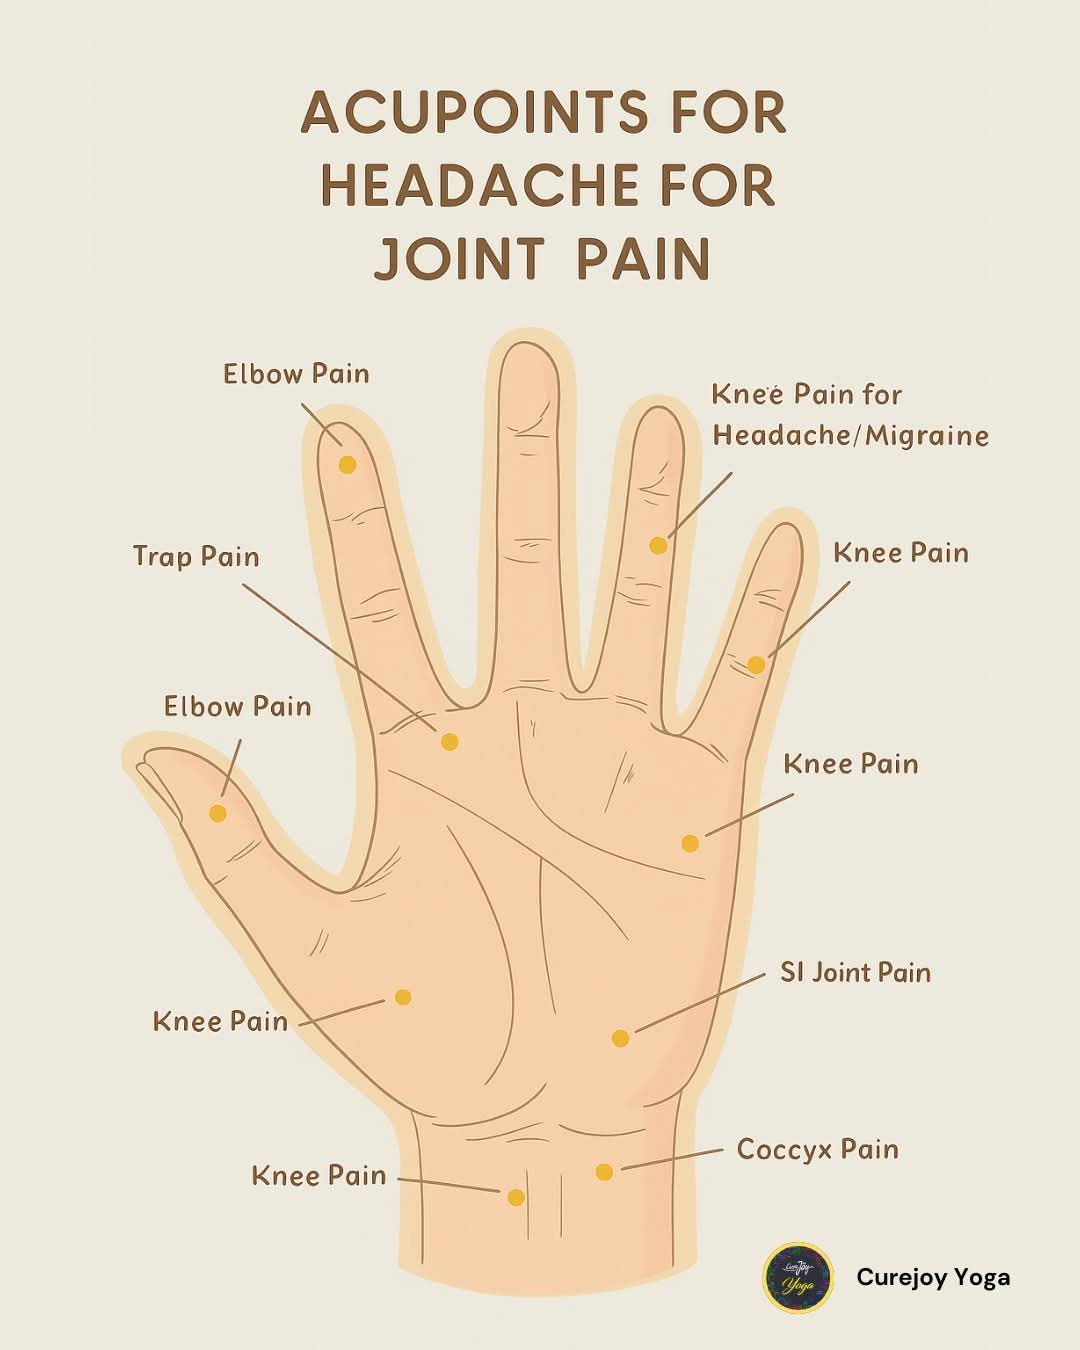 ACUPOINTS FOR
HEADACHE FOR
JOINT PAIN
Elbow Pain
Kneé Pain for
Headache/Migraine
Trap Pain
Knee Pain
Elbow Pain
Knee Pain
SI Joint Pain
Knee Pain
Coccyx Pain
Knee Pain
CureJoy
Yoga
Curejoy Yoga